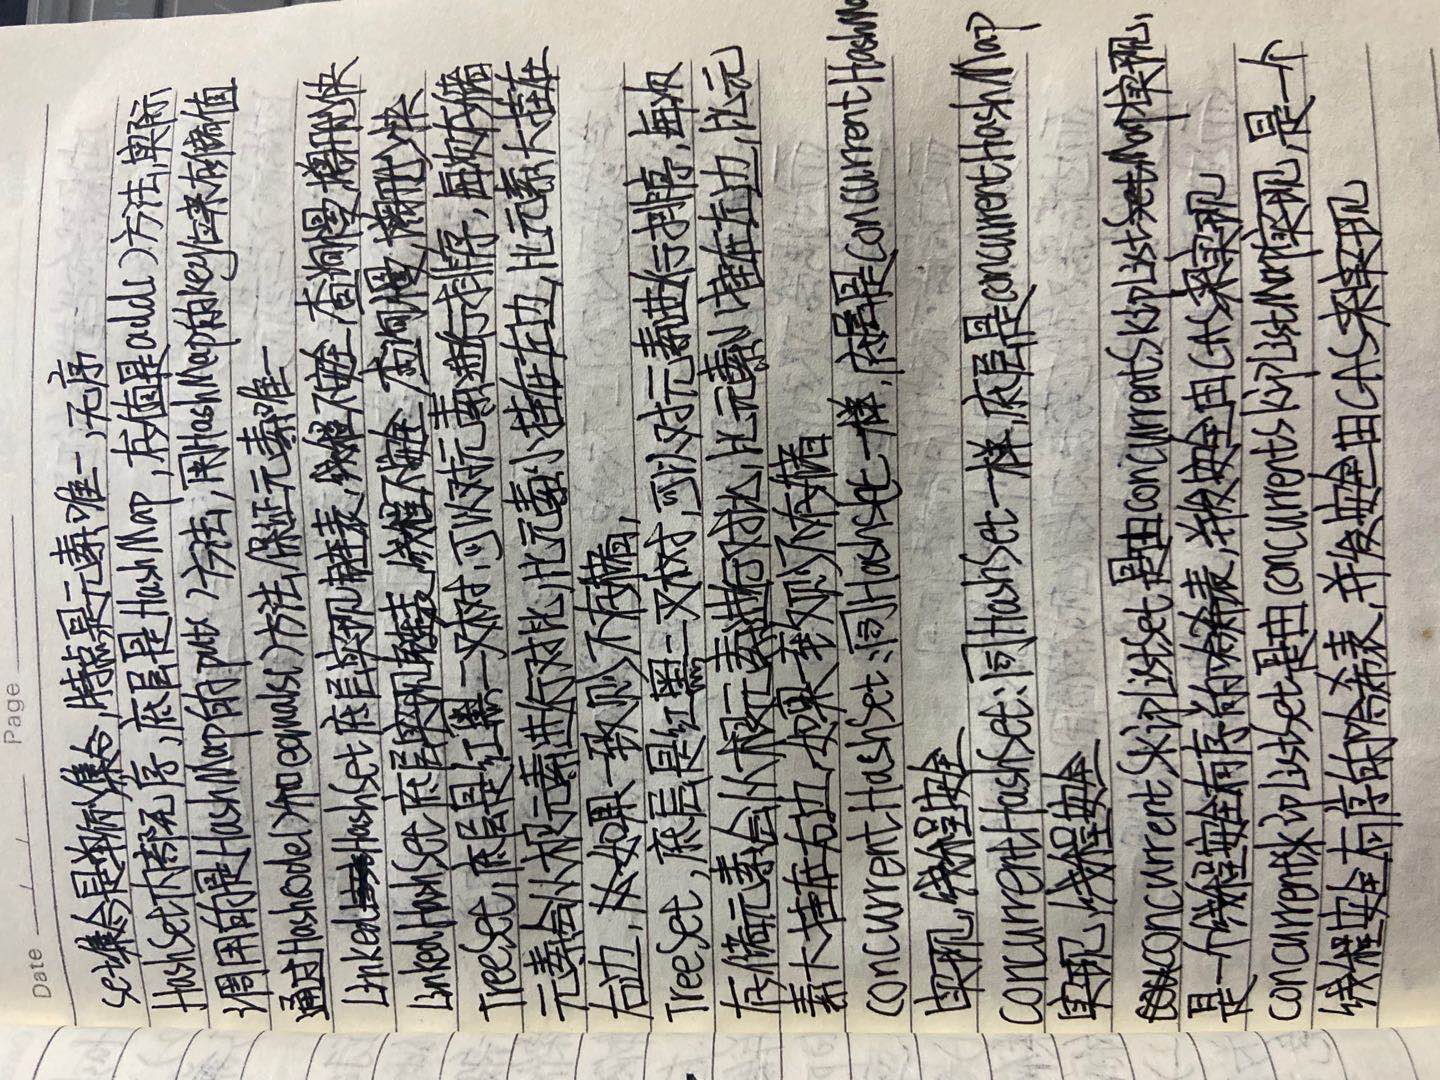 Date / / Page
set集合是单例集合,特点是元素唯一,无序
HashSet内部无序,底层是HashMap,存值是add()方法,实际
调用的是HashMap的put()方法,用HashMap的key位来存储值
通过Hashcode()和equals()方法,保证元素唯一
LinkedHashSet底层实现链表,线程不安全,查询慢,增删快
LinkedHashSet底层实现链表,线程不安全,查询慢,增删快
TreeSet,底层是红黑二叉树,可以对元素进行排序,每次存储
元素会从根元素进行对比,比元素小挂在左边,比元素大挂在
右边,如果一致则不存储,
TreeSet,底层是红黑二叉树,可以对元素进行排序,每次
存储元素会从根元素进行对比,比元素小挂在左边,比元
素大挂在右边,如果一致则不存储
concurrentHashSet:同HashSet一样,底层是concurrentHashMa
实现,线程安全
concurrentHashSet:同HashSet一样,底层是concurrentHashMap
实现,线程安全
concurrentSkipListSet是由concurrentSkipListMap实现,
是一个线程安全有序的哈希表,并发安全由CAS来实现
concurrentSkipListSet是由concurrentSkipListMap实现,是一个
线程安全有序的哈希表,并发安全由CAS来实现